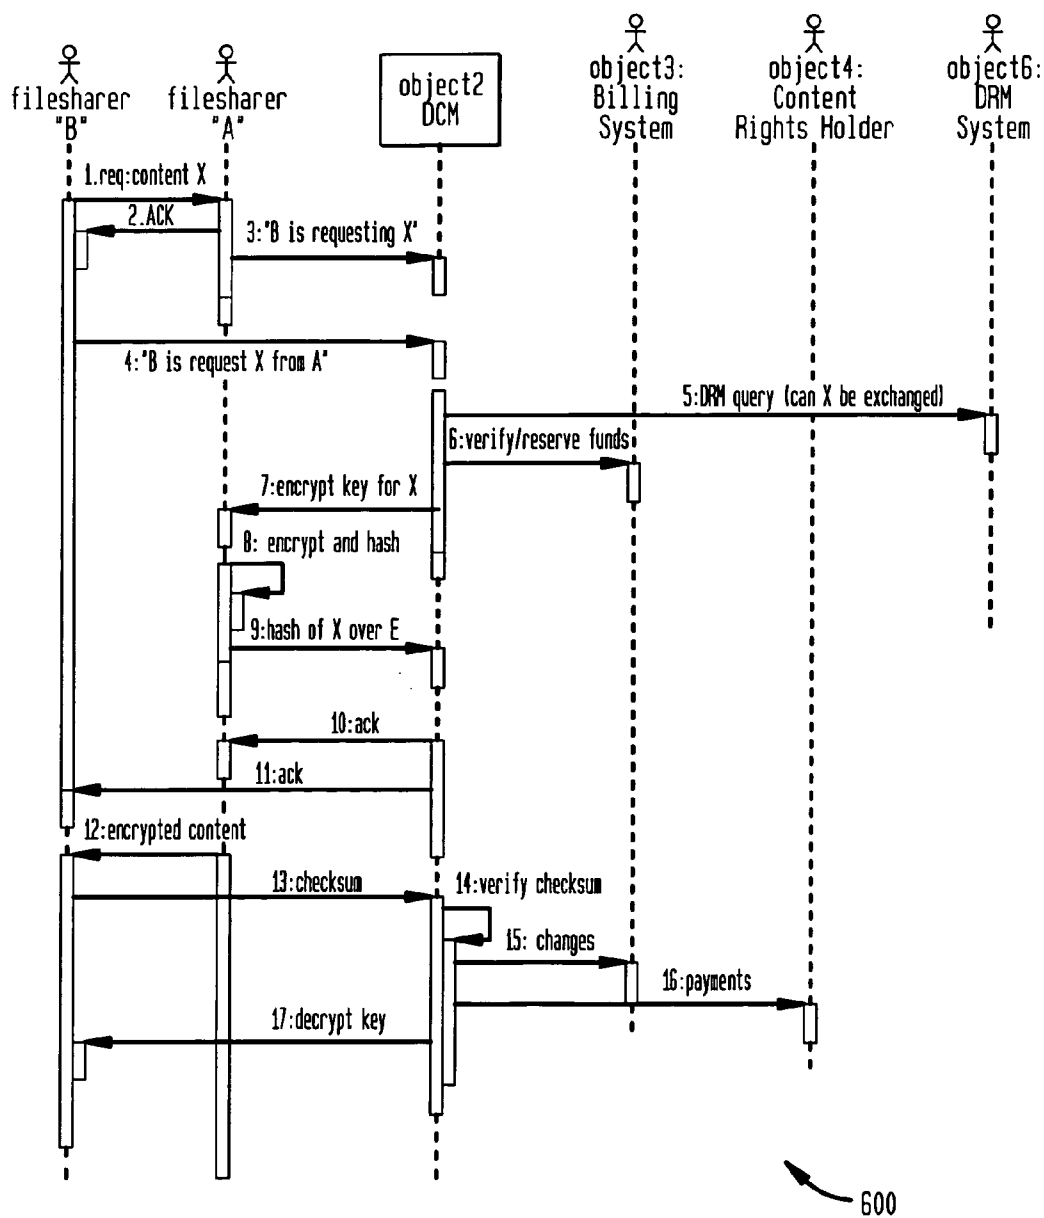 filesharer
"B"
filesharer
"A"
object2
DCM
object3:
Billing
System
object4:
Content
Rights Holder
object6:
DRM
System
1.req:content X
2.ACK
3:"B is requesting X"
4:"B is request X from A"
5:DRM query (can X be exchanged)
6:verify/reserve funds
7:encrypt key for X
8: encrypt and hash
9:hash of X over E
10:ack
11:ack
12:encrypted content
13:checksum
14:verify checksum
15: changes
16:payments
17:decrypt key
600